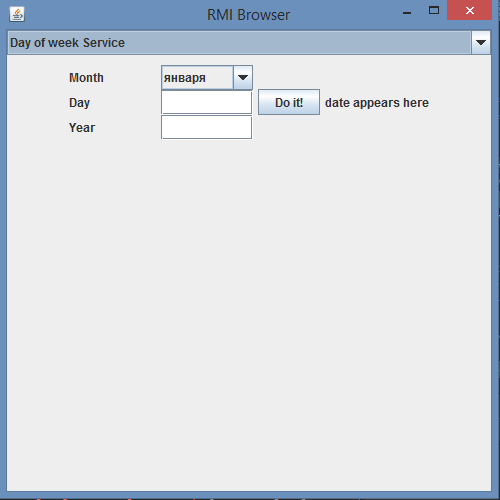 RMI Browser
Day of week Service
Month января
Day Do it! date appears here
Year